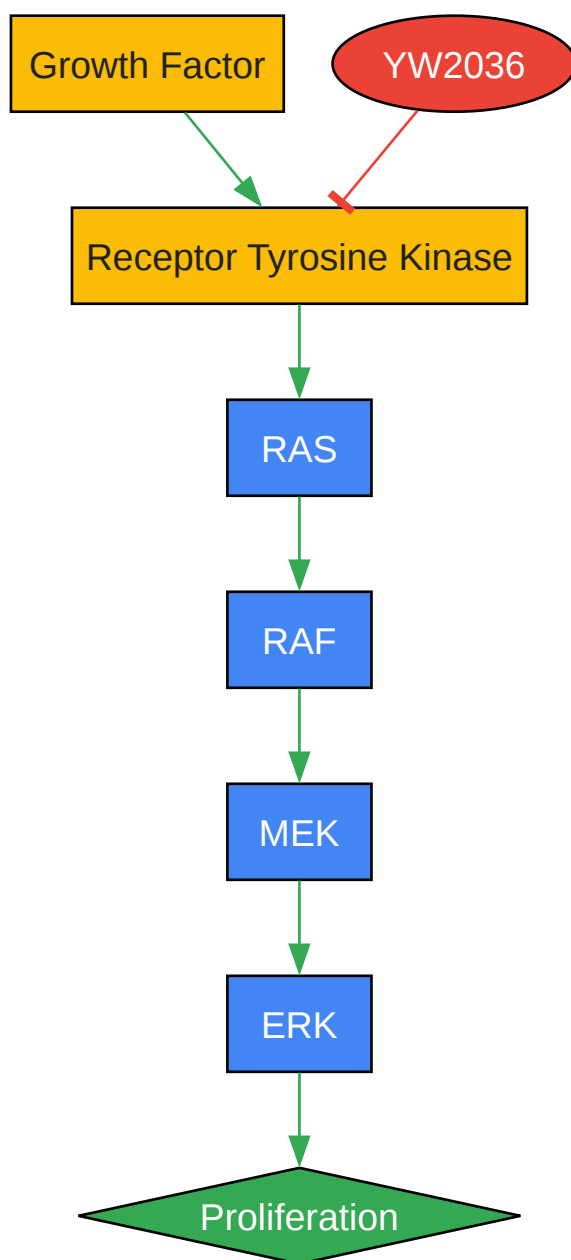 Growth Factor
YW2036
Receptor Tyrosine Kinase
RAS
RAF
MEK
ERK
Proliferation